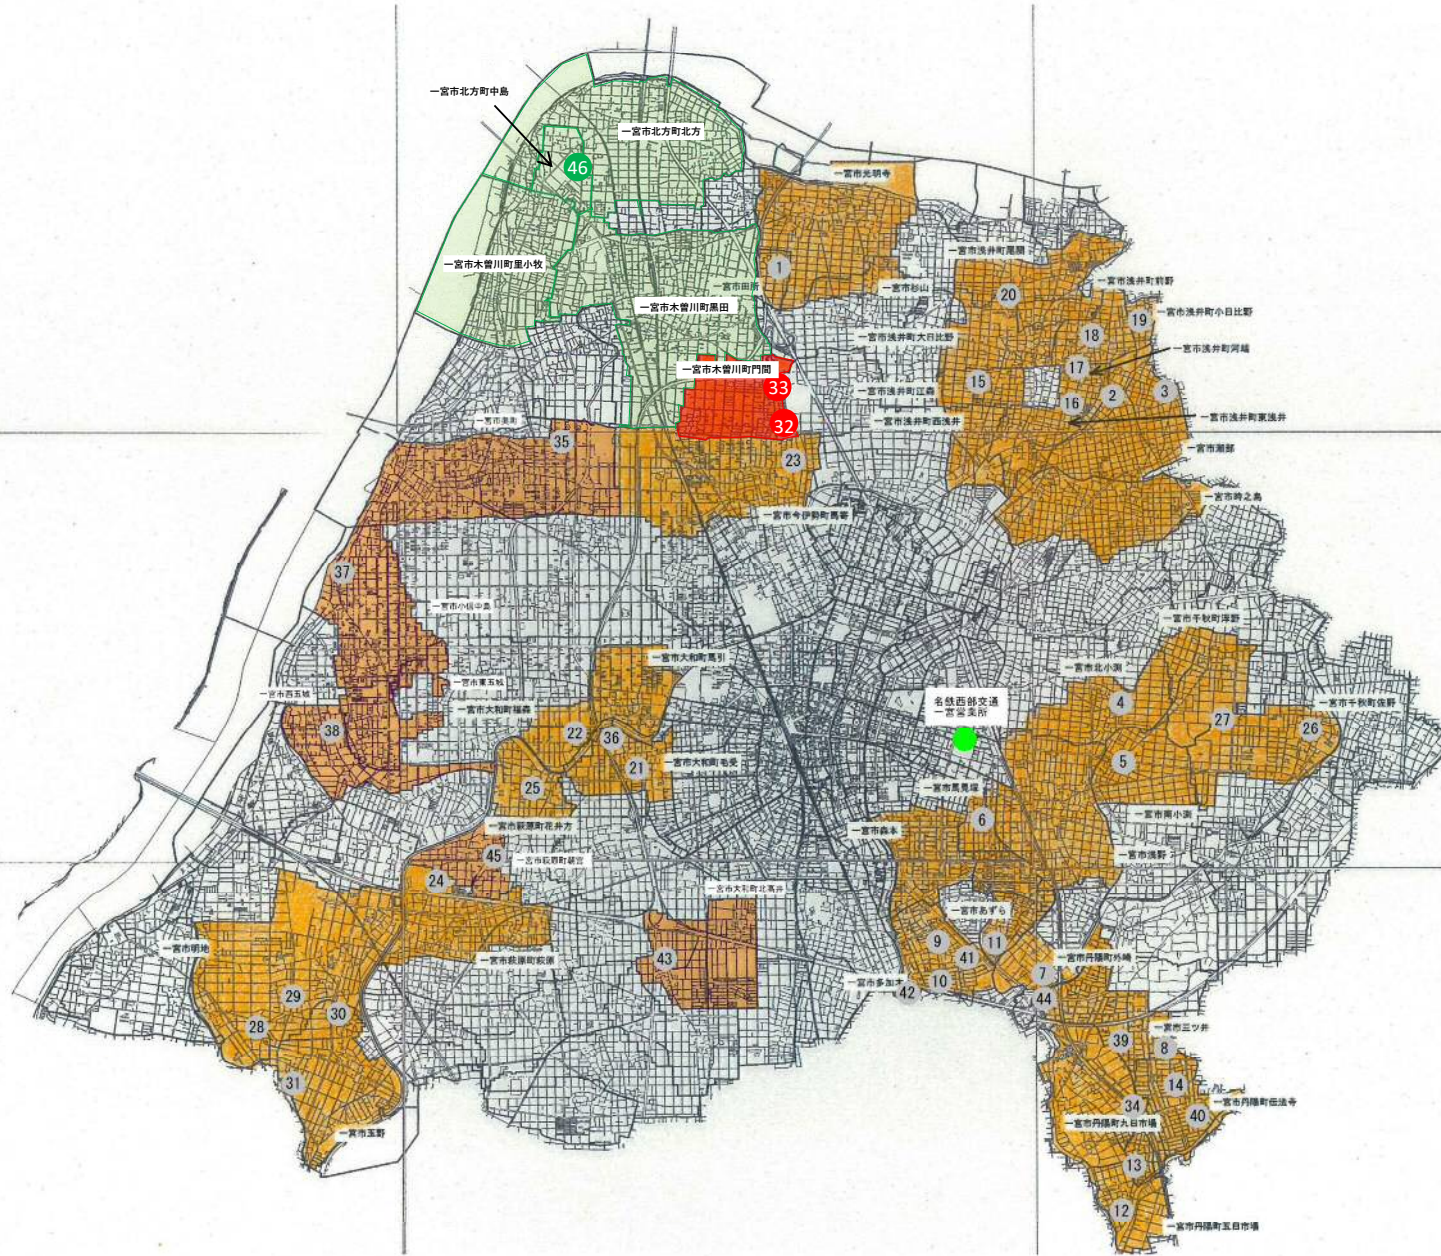 一宮市北方町中島
一宮市北方町北方
46
一宮市光明寺
一宮市浅井町尾関
一宮市木曽川町里小牧
1
一宮市田所
一宮市杉山
一宮市浅井町前野
20
一宮市木曽川町黒田
一宮市浅井町小日比野
19
18
一宮市浅井町大日比野
一宮市浅井町河端
17
一宮市木曽川町門間
33
15
一宮市浅井町江森
16
2
3
32
一宮市奥町
一宮市浅井町西浅井
一宮市浅井町東浅井
35
一宮市瀬部
23
一宮市時之島
一宮市今伊勢町馬寄
37
一宮市小信中島
一宮市千秋町浮野
一宮市大和町馬引
一宮市北小渕
一宮市東五城
一宮市西五城
一宮市大和町福森
名鉄西部交通
一宮営業所
4
一宮市千秋町佐野
27
26
38
22
36
5
21
一宮市大和町毛受
25
一宮市馬見塚
一宮市南小渕
6
一宮市萩原町花井方
一宮市森本
45
一宮市萩原町朝宮
一宮市浅野
24
一宮市大和町北高井
一宮市あずら
一宮市明地
9
11
一宮市萩原町萩原
43
41
一宮市丹陽町外崎
7
一宮市多加木
10
42
29
44
30
28
一宮市三ツ井
39
8
31
14
一宮市丹陽町伝法寺
34
40
一宮市丹陽町九日市場
一宮市玉野
13
12
一宮市丹陽町五日市場